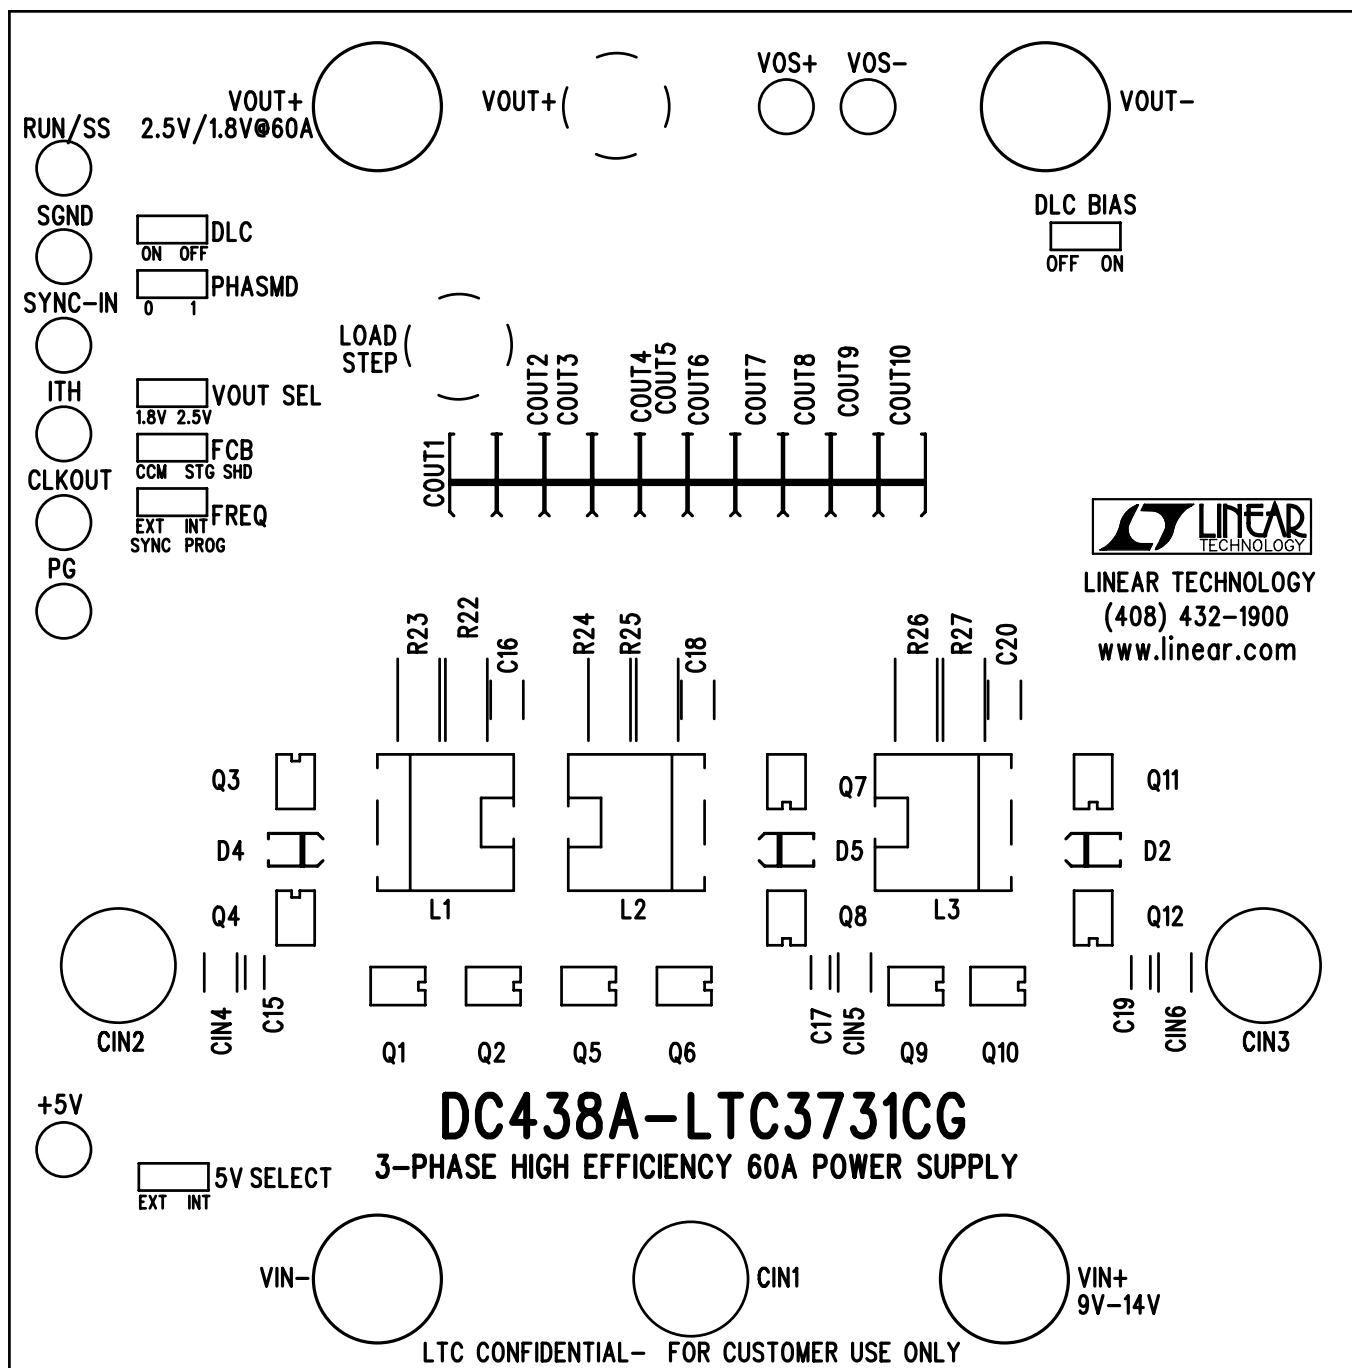 VOS+ VOS-
VOUT+ VOUT+ VOUT-
RUN/SS 2.5V/1.8V@60A
SGND
DLC
ON OFF
DLC BIAS
OFF ON
PHASMD
0 1
SYNC-IN
LOAD
STEP
COUT1
COUT2
COUT3
COUT4
COUT5
COUT6
COUT7
COUT8
COUT9
COUT10
ITH
VOUT SEL
1.8V 2.5V
FCB
CCM STG SHD
CLKOUT
FREQ
EXT INT
SYNC PROG
PG
LINEAR
TECHNOLOGY
LINEAR TECHNOLOGY
(408) 432-1900
www.linear.com
R23
R22
C16
R24
R25
C18
R26
R27
C20
Q3 Q7 Q11
D4 D5 D2
Q4 L1 L2 Q8 L3 Q12
CIN2
CIN4
C15
C17
CIN5
C19
CIN6
CIN3
Q1 Q2 Q5 Q6 Q9 Q10
+5V
DC438A-LTC3731CG
3-PHASE HIGH EFFICIENCY 60A POWER SUPPLY
5V SELECT
EXT INT
VIN- CIN1 VIN+
9V-14V
LTC CONFIDENTIAL- FOR CUSTOMER USE ONLY